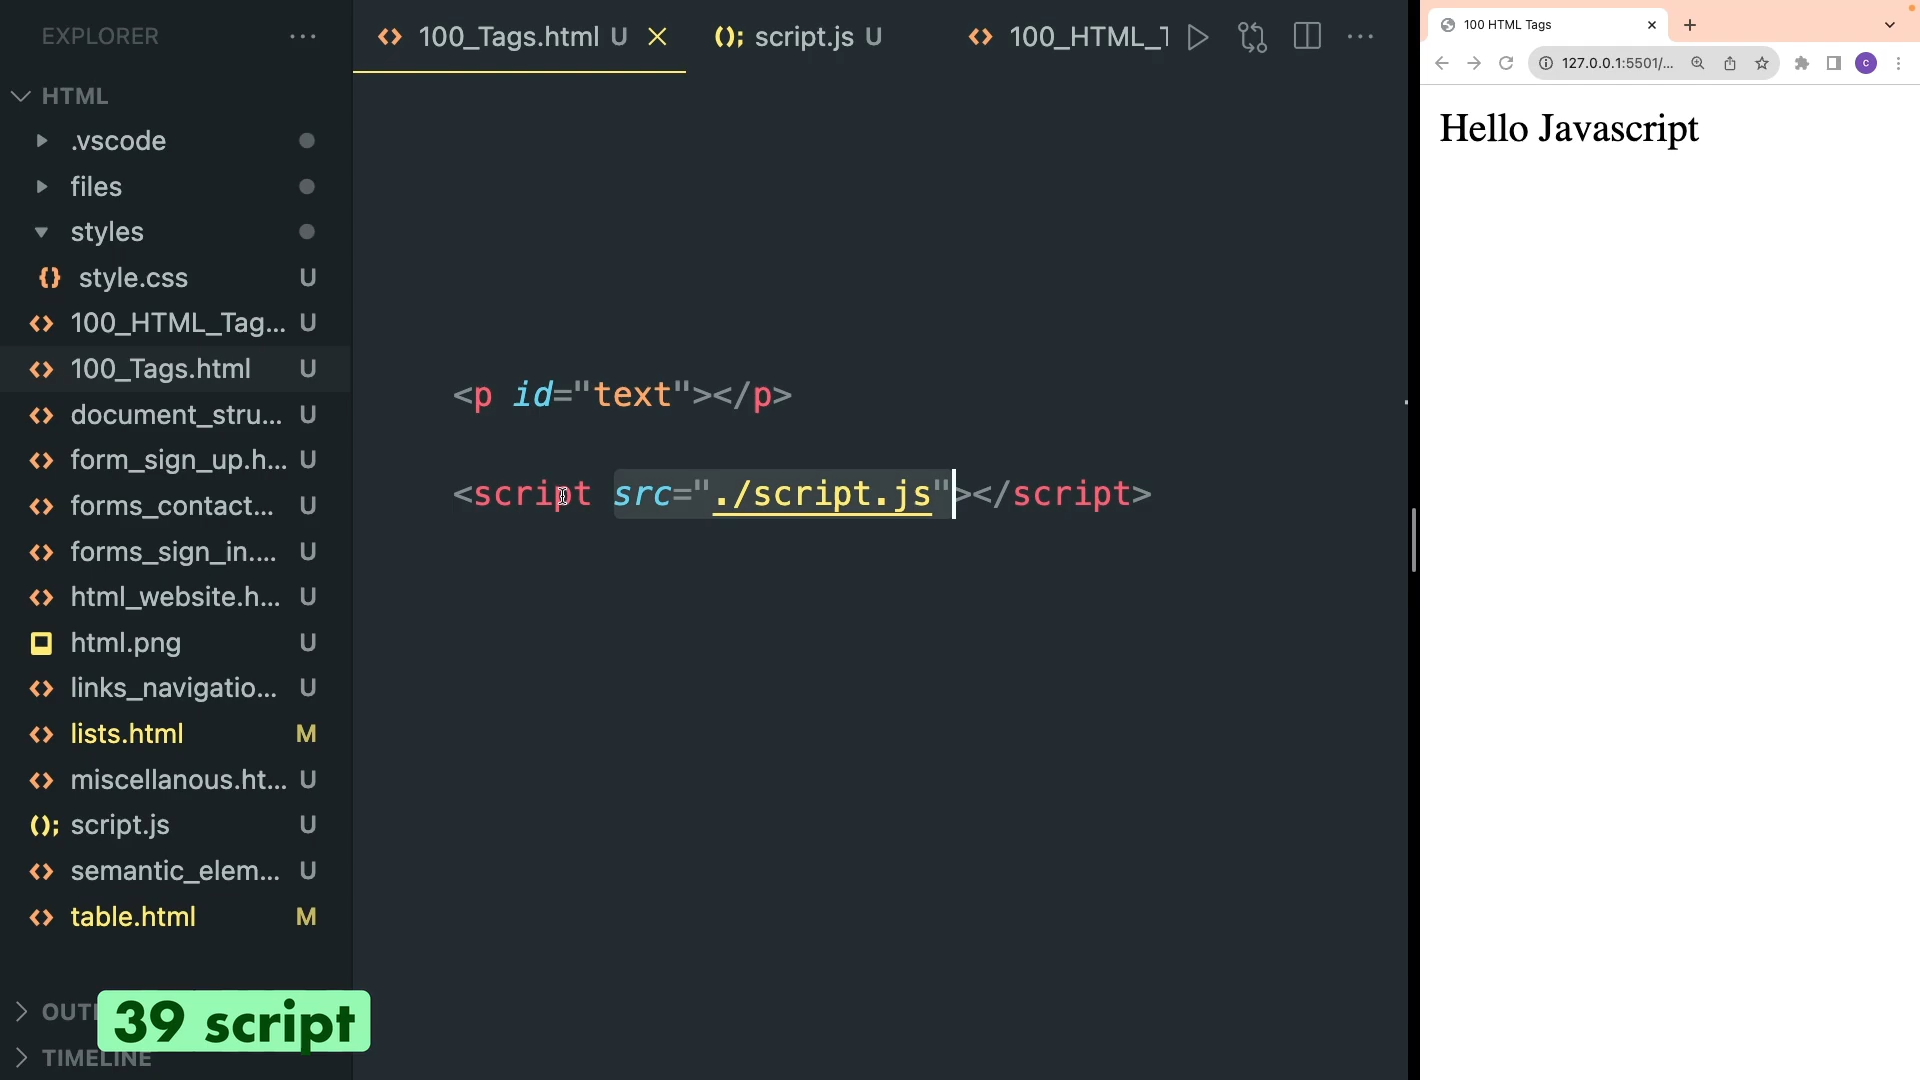 EXPLORER ...
HTML
.vscode
files
styles
style.css U
100_HTML_Tag... U
100_Tags.html U
document_stru... U
form_sign_up.h... U
forms_contact... U
forms_sign_in.... U
html_website.h... U
html.png U
links_navigatio... U
lists.html M
miscellanous.ht... U
script.js U
semantic_elem... U
table.html M
OUT
TIMELINE
39 script
100_Tags.html U
script.js U
100_HTML_T
<p id="text"></p>
<script src="./script.js"></script>
100 HTML Tags
127.0.0.1:5501/...
c
Hello Javascript